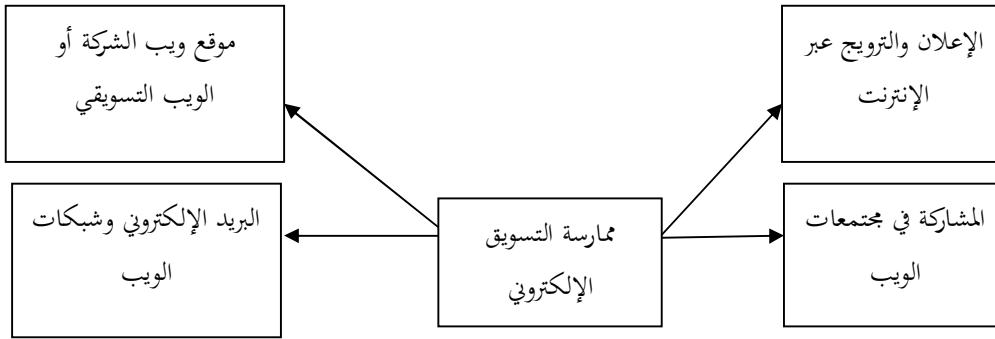 الإعلان والترويج عبر
الإنترنت
موقع ويب الشركة أو
الويب التسويقي
المشاركة في مجتمعات
الويب
ممارسة التسويق
الإلكتروني
البريد الإلكتروني وشبكات
الويب